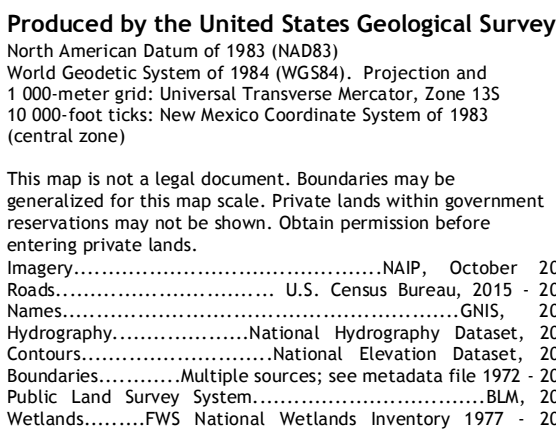 Produced by the United States Geological Survey
North American Datum of 1983 (NAD83)
World Geodetic System of 1984 (WGS84). Projection and
1 000-meter grid: Universal Transverse Mercator, Zone 13S
10 000-foot ticks: New Mexico Coordinate System of 1983
(central zone)
This map is not a legal document. Boundaries may be
generalized for this map scale. Private lands within government
reservations may not be shown. Obtain permission before
entering private lands.
Imagery.............................................NAIP, October 20
Roads................................ U.S. Census Bureau, 2015 - 20
Names......................................................GNIS, 20
Hydrography....................National Hydrography Dataset, 20
Contours............................National Elevation Dataset, 20
Boundaries............Multiple sources; see metadata file 1972 - 20
Public Land Survey System..................................BLM, 20
Wetlands.........FWS National Wetlands Inventory 1977 - 20